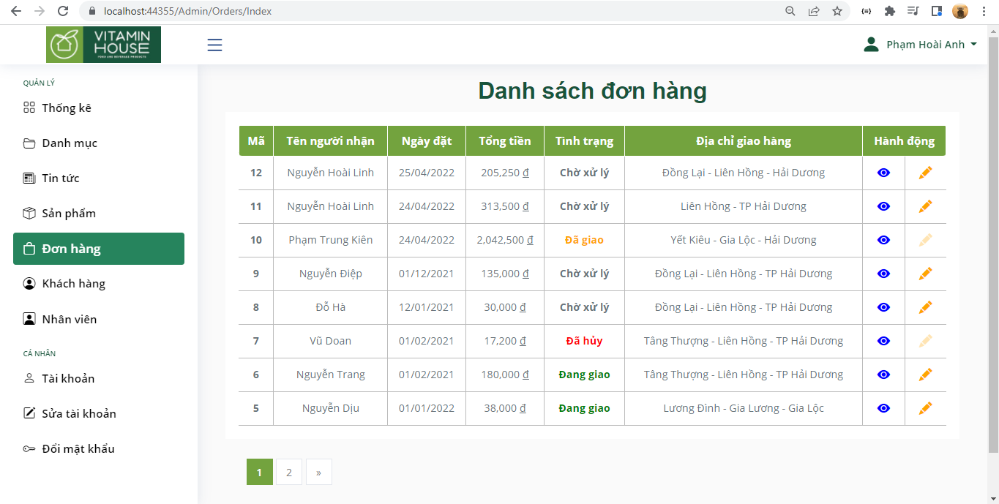 localhost:44355/Admin/Orders/Index
VITAMIN
HOUSE
FOOD AND BEVERAGE PRODUCTS
Phạm Hoài Anh
QUẢN LÝ
Thống kê
Danh mục
Tin tức
Sản phẩm
Đơn hàng
Khách hàng
Nhân viên
CÁ NHÂN
Tài khoản
Sửa tài khoản
Đổi mật khẩu
Danh sách đơn hàng
Mã Tên người nhận Ngày đặt Tổng tiền Tình trạng Địa chỉ giao hàng Hành động
12 Nguyễn Hoài Linh 25/04/2022 205,250 đ Chờ xử lý Đồng Lại - Liên Hồng - Hải Dương
11 Nguyễn Hoài Linh 24/04/2022 313,500 đ Chờ xử lý Liên Hồng - TP Hải Dương
10 Phạm Trung Kiên 24/04/2022 2,042,500 đ Đã giao Yết Kiêu - Gia Lộc - Hải Dương
9 Nguyễn Điệp 01/12/2021 135,000 đ Chờ xử lý Đồng Lại - Liên Hồng - TP Hải Dương
8 Đỗ Hà 12/01/2021 30,000 đ Chờ xử lý Đồng Lại - Liên Hồng - TP Hải Dương
7 Vũ Doan 01/02/2021 17,200 đ Đã hủy Tâng Thượng - Liên Hồng - TP Hải Dương
6 Nguyễn Trang 01/02/2021 180,000 đ Đang giao Tâng Thượng - Liên Hồng - TP Hải Dương
5 Nguyễn Dịu 01/01/2022 38,000 đ Đang giao Lương Đình - Gia Lương - Gia Lộc
1 2 »